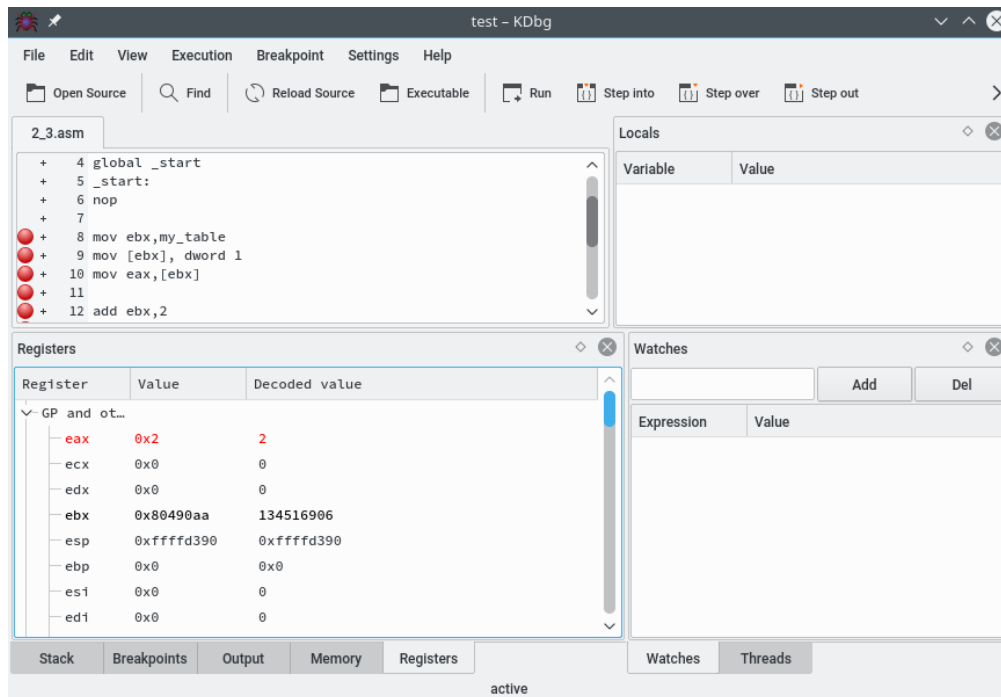 test – KDbg
File Edit View Execution Breakpoint Settings Help
Open Source Find Reload Source Executable Run Step into Step over Step out
2_3.asm
+ 4 global _start
+ 5 _start:
+ 6 nop
+ 7
+ 8 mov ebx,my_table
+ 9 mov [ebx], dword 1
+ 10 mov eax,[ebx]
+ 11
+ 12 add ebx,2
Locals
Variable Value
Registers
Register Value Decoded value
GP and ot…
eax 0x2 2
ecx 0x0 0
edx 0x0 0
ebx 0x80490aa 134516906
esp 0xffffd390 0xffffd390
ebp 0x0 0x0
esi 0x0 0
edi 0x0 0
Watches
Add Del
Expression Value
Stack Breakpoints Output Memory Registers
Watches Threads
active